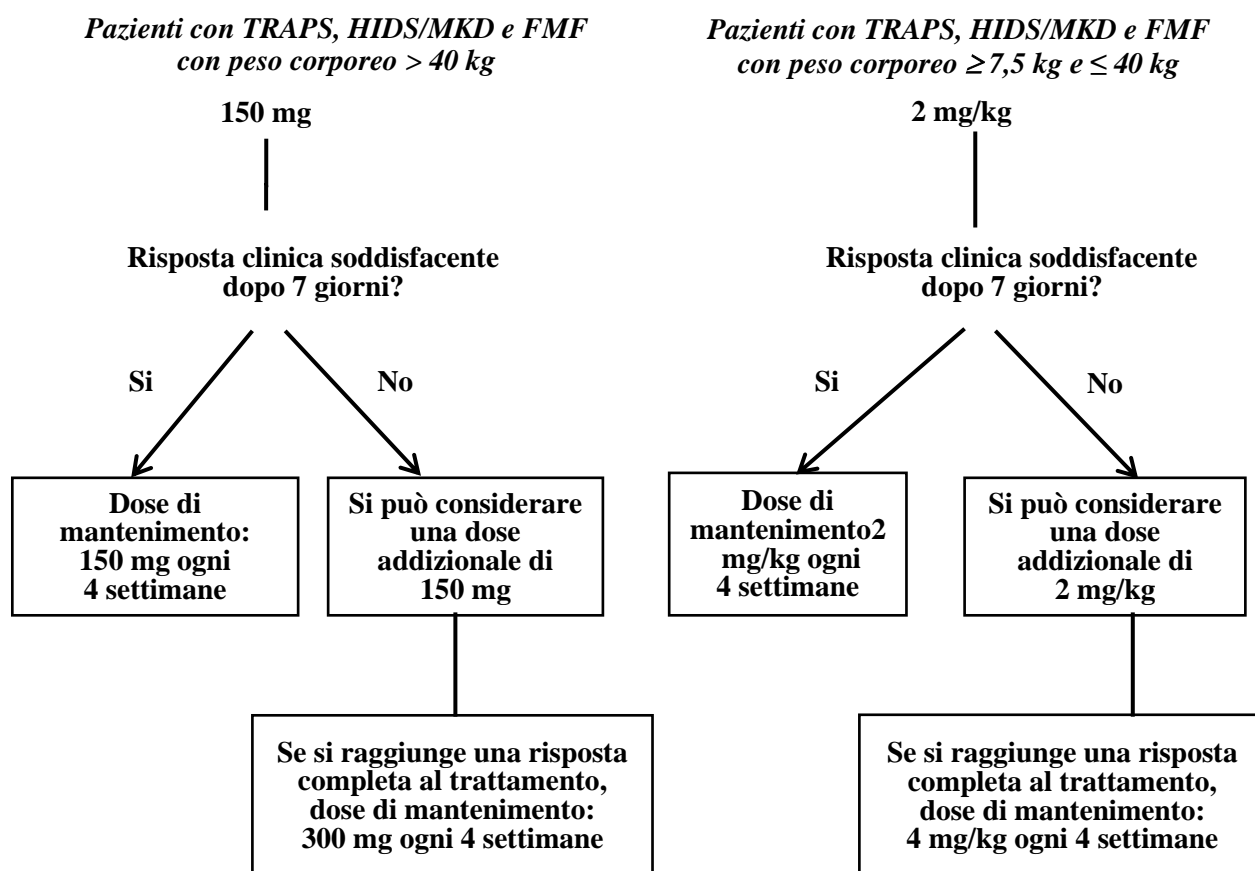 Pazienti con TRAPS, HIDS/MKD e FMF
con peso corporeo > 40 kg
150 mg
Risposta clinica soddisfacente
dopo 7 giorni?
Si
No
Dose di
mantenimento:
150 mg ogni
4 settimane
Si può considerare
una dose
addizionale di
150 mg
Se si raggiunge una risposta
completa al trattamento,
dose di mantenimento:
300 mg ogni 4 settimane
Pazienti con TRAPS, HIDS/MKD e FMF
con peso corporeo ≥ 7,5 kg e ≤ 40 kg
2 mg/kg
Risposta clinica soddisfacente
dopo 7 giorni?
Si
No
Dose di
mantenimento2
mg/kg ogni
4 settimane
Si può considerare
una dose
addizionale di
2 mg/kg
Se si raggiunge una risposta
completa al trattamento,
dose di mantenimento:
4 mg/kg ogni 4 settimane